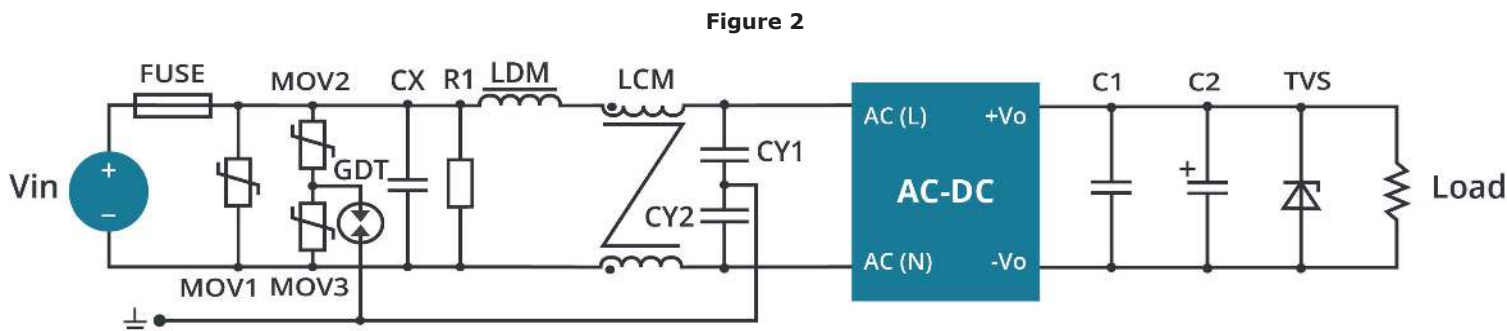 Figure 2
FUSE
MOV2
CX
R1
LDM
LCM
C1
C2
TVS
AC (L)
+Vo
Vin
+
−
GDT
CY1
CY2
AC-DC
+
Load
AC (N)
-Vo
MOV1
MOV3